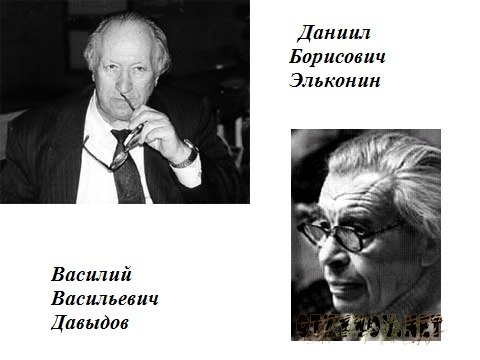 Даниил
Борисович
Эльконин
Василий
Васильевич
Давыдов